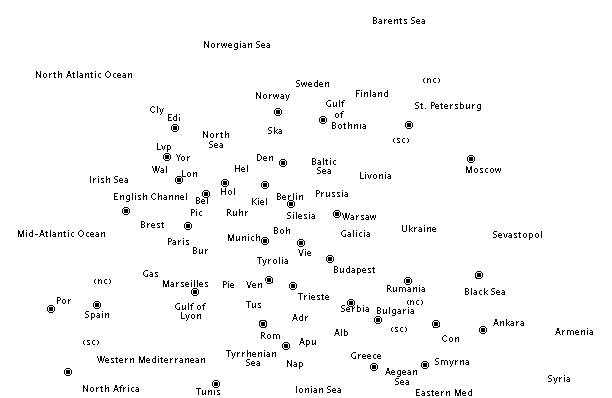 Barents Sea
Norwegian Sea
North Atlantic Ocean
(nc)
Sweden
Finland
Norway
Gulf
of
Bothnia
St. Petersburg
Cly
Edi
Ska
North
Sea
(sc)
Lvp
Yor
Den
Baltic
Sea
Moscow
Wal
Lon
Hel
Livonia
Irish Sea
English Channel
Bel
Hol
Kiel
Berlin
Prussia
Pic
Ruhr
Silesia
Warsaw
Brest
Ukraine
Mid-Atlantic Ocean
Paris
Munich
Boh
Galicia
Sevastopol
Bur
Vie
Tyrolia
Budapest
Gas
(nc)
Marseilles
Pie
Ven
Rumania
Black Sea
Por
Spain
Gulf of
Lyon
Tus
Trieste
Serbia
(nc)
Bulgaria
Adr
(sc)
Ankara
Armenia
Rom
Alb
Con
(sc)
Apu
Western Mediterranean
Tyrrhenian
Sea
Nap
Greece
Smyrna
Aegean
Sea
Syria
North Africa
Tunis
Ionian Sea
Eastern Med